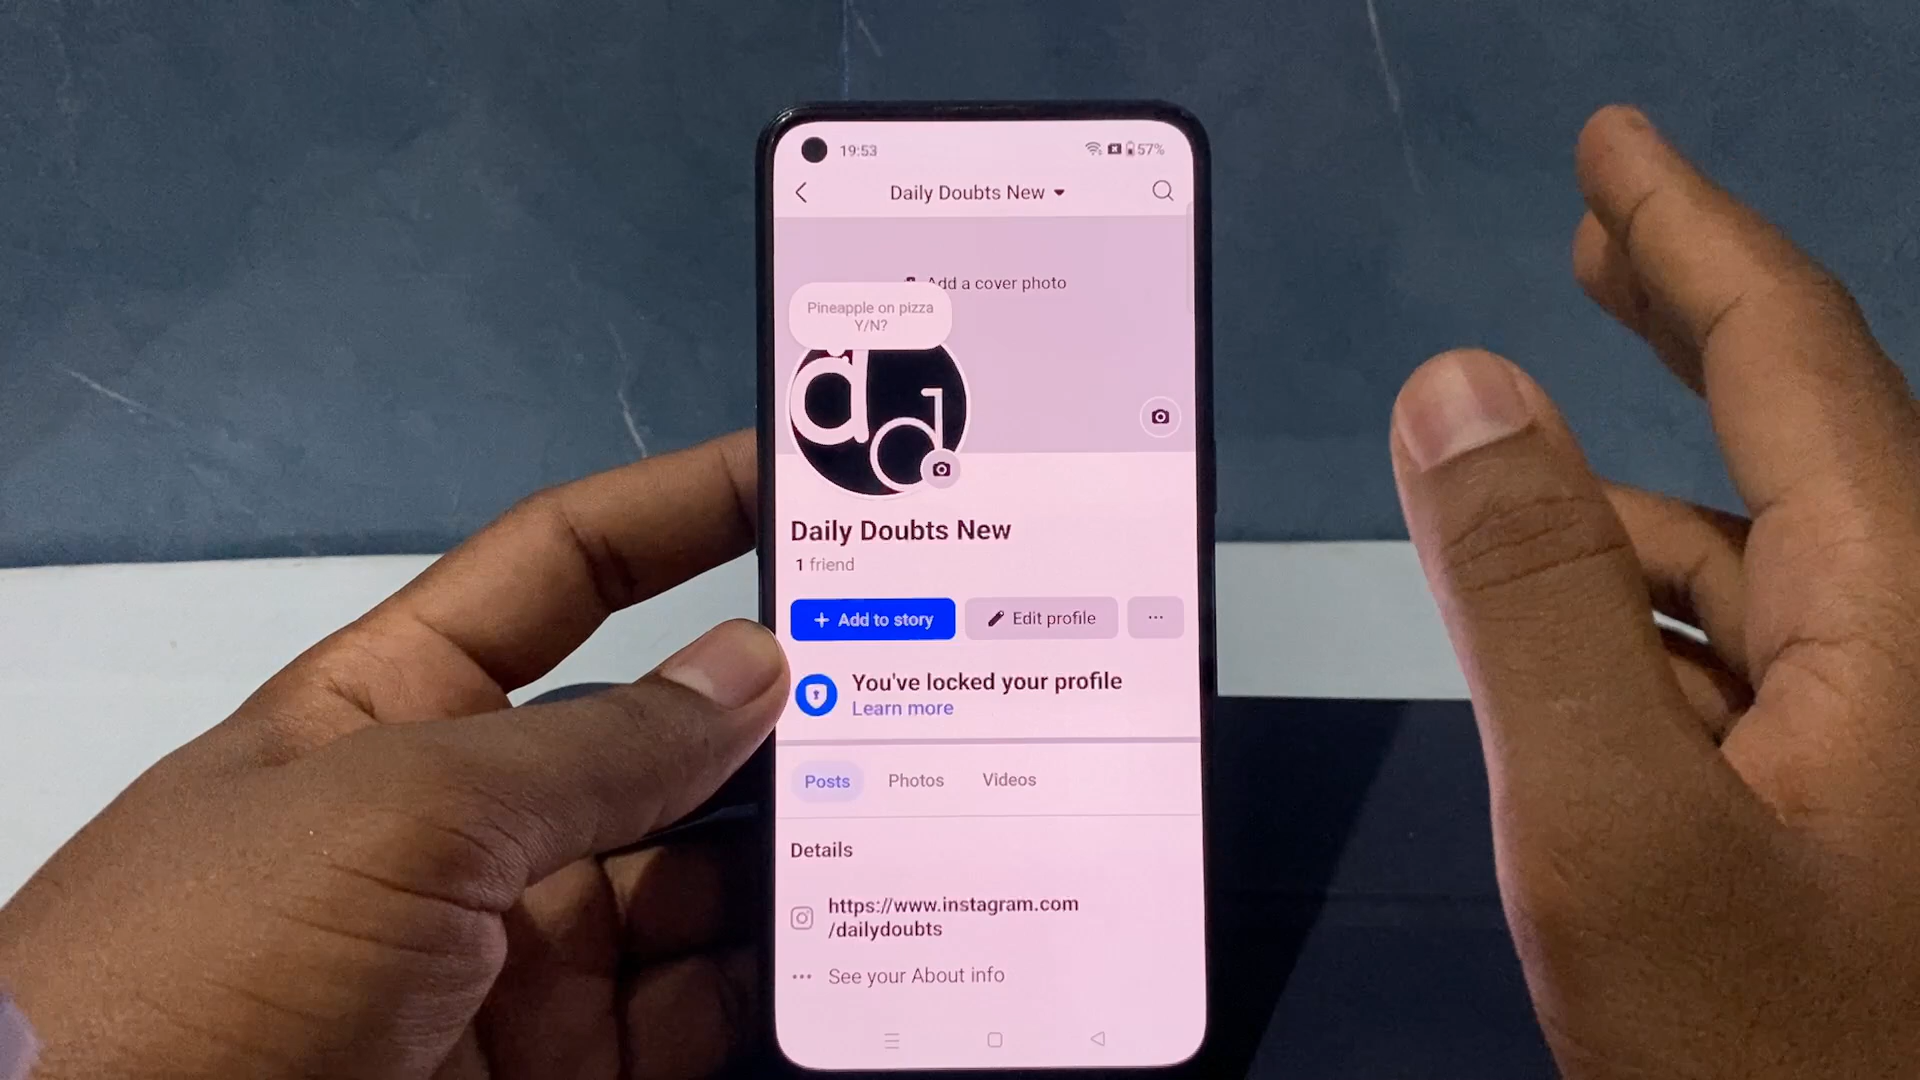 19:53
57%
Daily Doubts New
Add a cover photo
Pineapple on pizza
Y/N?
d d
Daily Doubts New
1 friend
+ Add to story
Edit profile
...
You've locked your profile
Learn more
Posts
Photos
Videos
Details
https://www.instagram.com
/dailydoubts
... See your About info